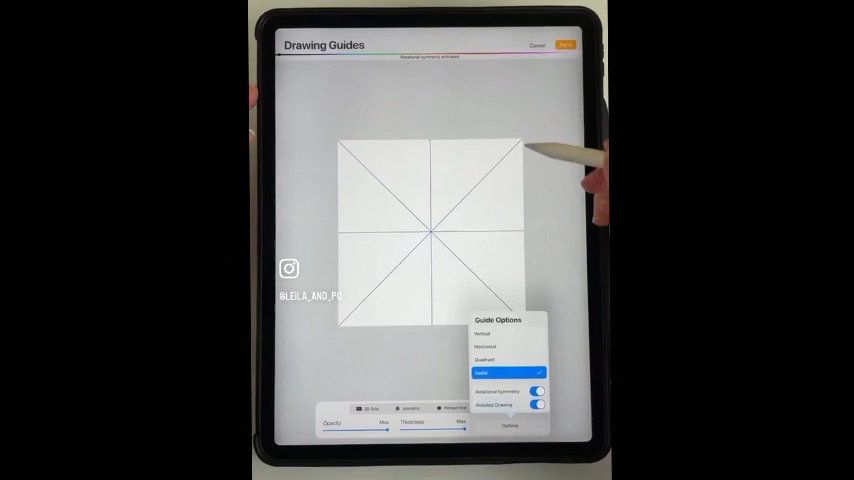 Drawing Guides
Cancel
Done
Rotational symmetry activated
@LEILA_AND_PO
Guide Options
Vertical
Horizontal
Quadrant
Radial
Rotational Symmetry
Assisted Drawing
2D Grid
Isometric
Perspective
Opacity
Max
Thickness
Max
Options